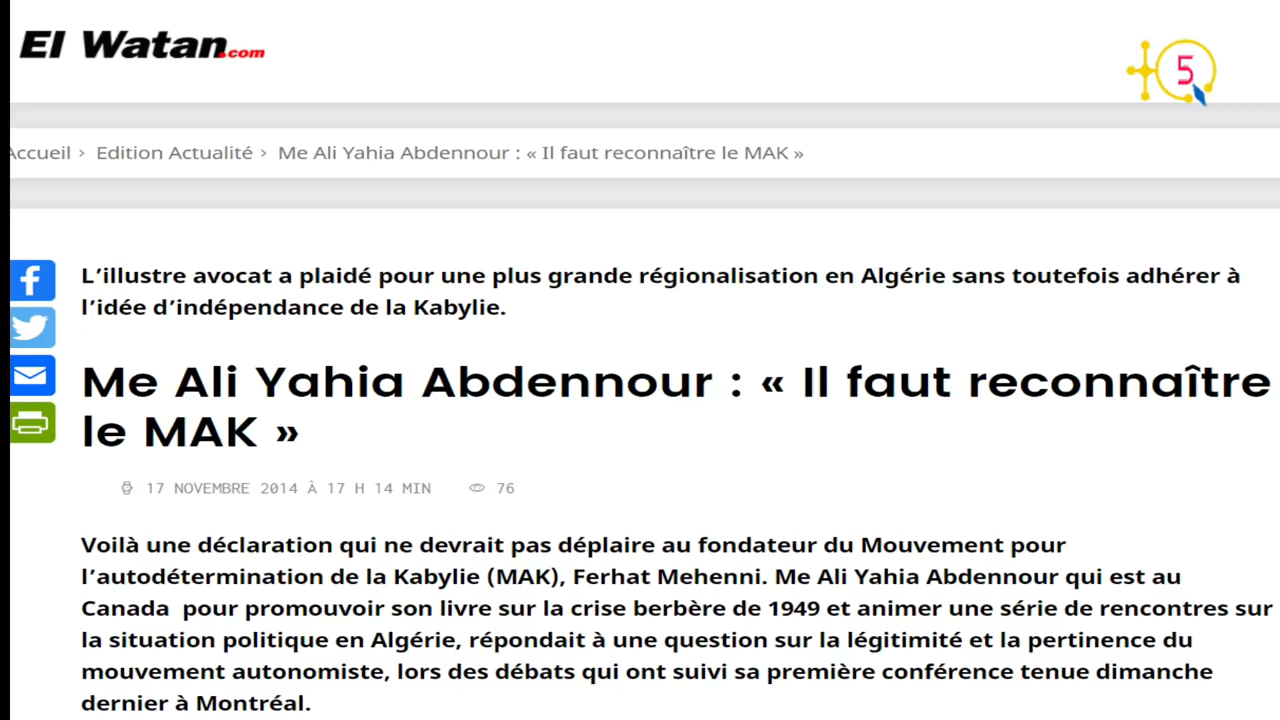 El Watan.com
5
Accueil › Edition Actualité › Me Ali Yahia Abdennour : « Il faut reconnaître le MAK »
L’illustre avocat a plaidé pour une plus grande régionalisation en Algérie sans toutefois adhérer à
l’idée d’indépendance de la Kabylie.
Me Ali Yahia Abdennour : « Il faut reconnaître
le MAK »
17 NOVEMBRE 2014 À 17 H 14 MIN 76
Voilà une déclaration qui ne devrait pas déplaire au fondateur du Mouvement pour
l’autodétermination de la Kabylie (MAK), Ferhat Mehenni. Me Ali Yahia Abdennour qui est au
Canada  pour promouvoir son livre sur la crise berbère de 1949 et animer une série de rencontres sur
la situation politique en Algérie, répondait à une question sur la légitimité et la pertinence du
mouvement autonomiste, lors des débats qui ont suivi sa première conférence tenue dimanche
dernier à Montréal.